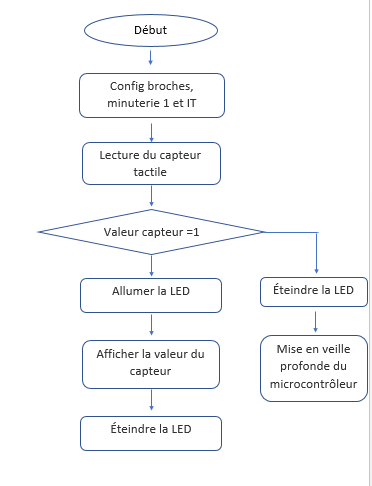 Début
Config broches,
minuterie 1 et IT
Lecture du capteur
tactile
Valeur capteur =1
Allumer la LED
Éteindre la LED
Afficher la valeur du
capteur
Mise en veille
profonde du
microcontrôleur
Éteindre la LED